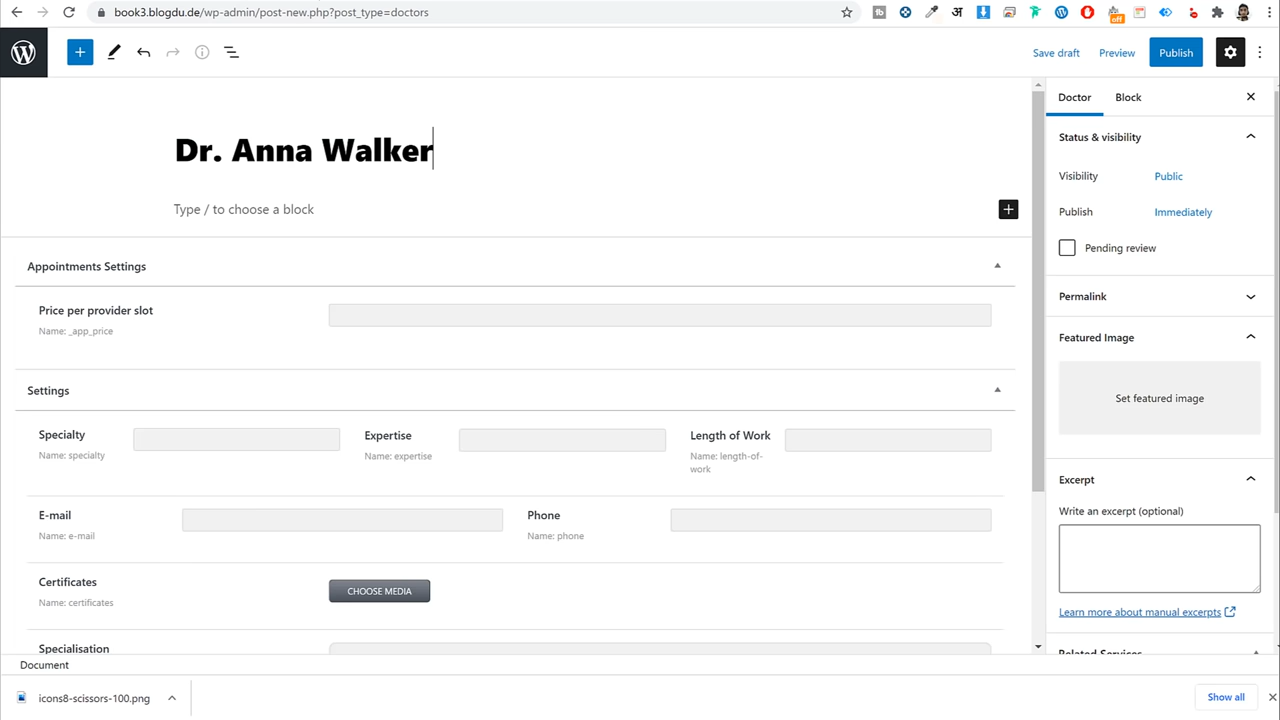 book3.blogdu.de/wp-admin/post-new.php?post_type=doctors
अ
off
Save draft
Preview
Publish
Doctor
Block
Dr. Anna Walker
Status & visibility
Visibility
Public
Type / to choose a block
Publish
Immediately
Pending review
Appointments Settings
Price per provider slot
Name: _app_price
Permalink
Featured Image
Set featured image
Settings
Specialty
Name: specialty
Expertise
Name: expertise
Length of Work
Name: length-of-
work
Excerpt
Write an excerpt (optional)
E-mail
Name: e-mail
Phone
Name: phone
Certificates
Name: certificates
CHOOSE MEDIA
Learn more about manual excerpts
Specialisation
Related Services
Document
icons8-scissors-100.png
Show all